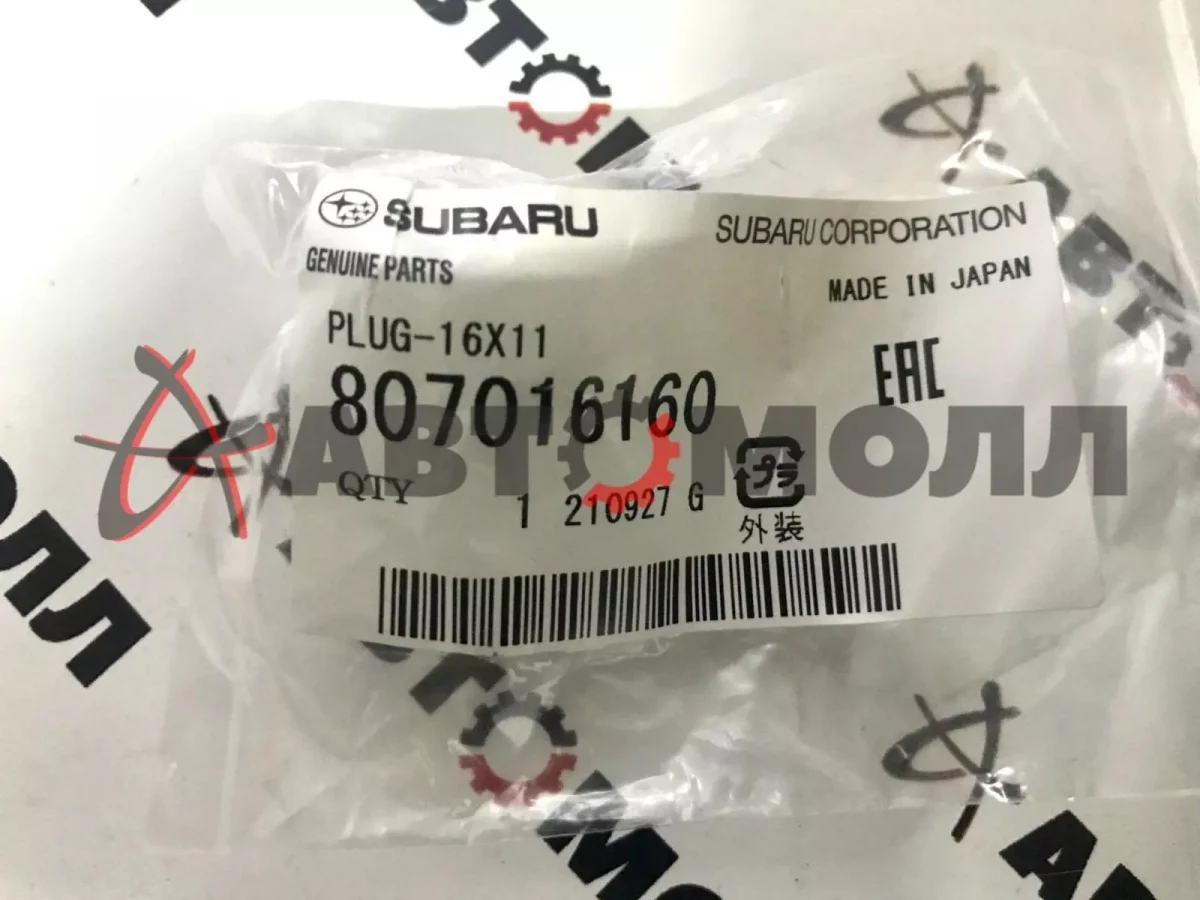 АВТОМ
SUBARU
SUBARU CORPORATION
GENUINE PARTS
MADE IN JAPAN
PLUG-16X11
EAC
807016160
АВТОМОЛЛ
QTY
1 210927 G
プラ
外装